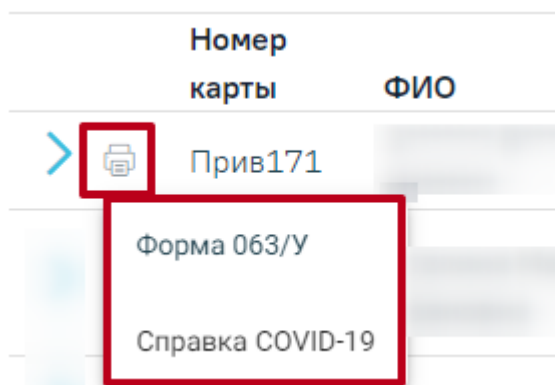 Номер
карты
ФИО
Прив171
Форма 063/У
Справка COVID-19